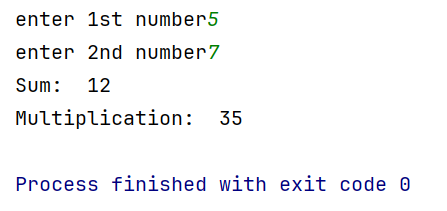 enter 1st number5
enter 2nd number7
Sum:  12
Multiplication:  35
Process finished with exit code 0